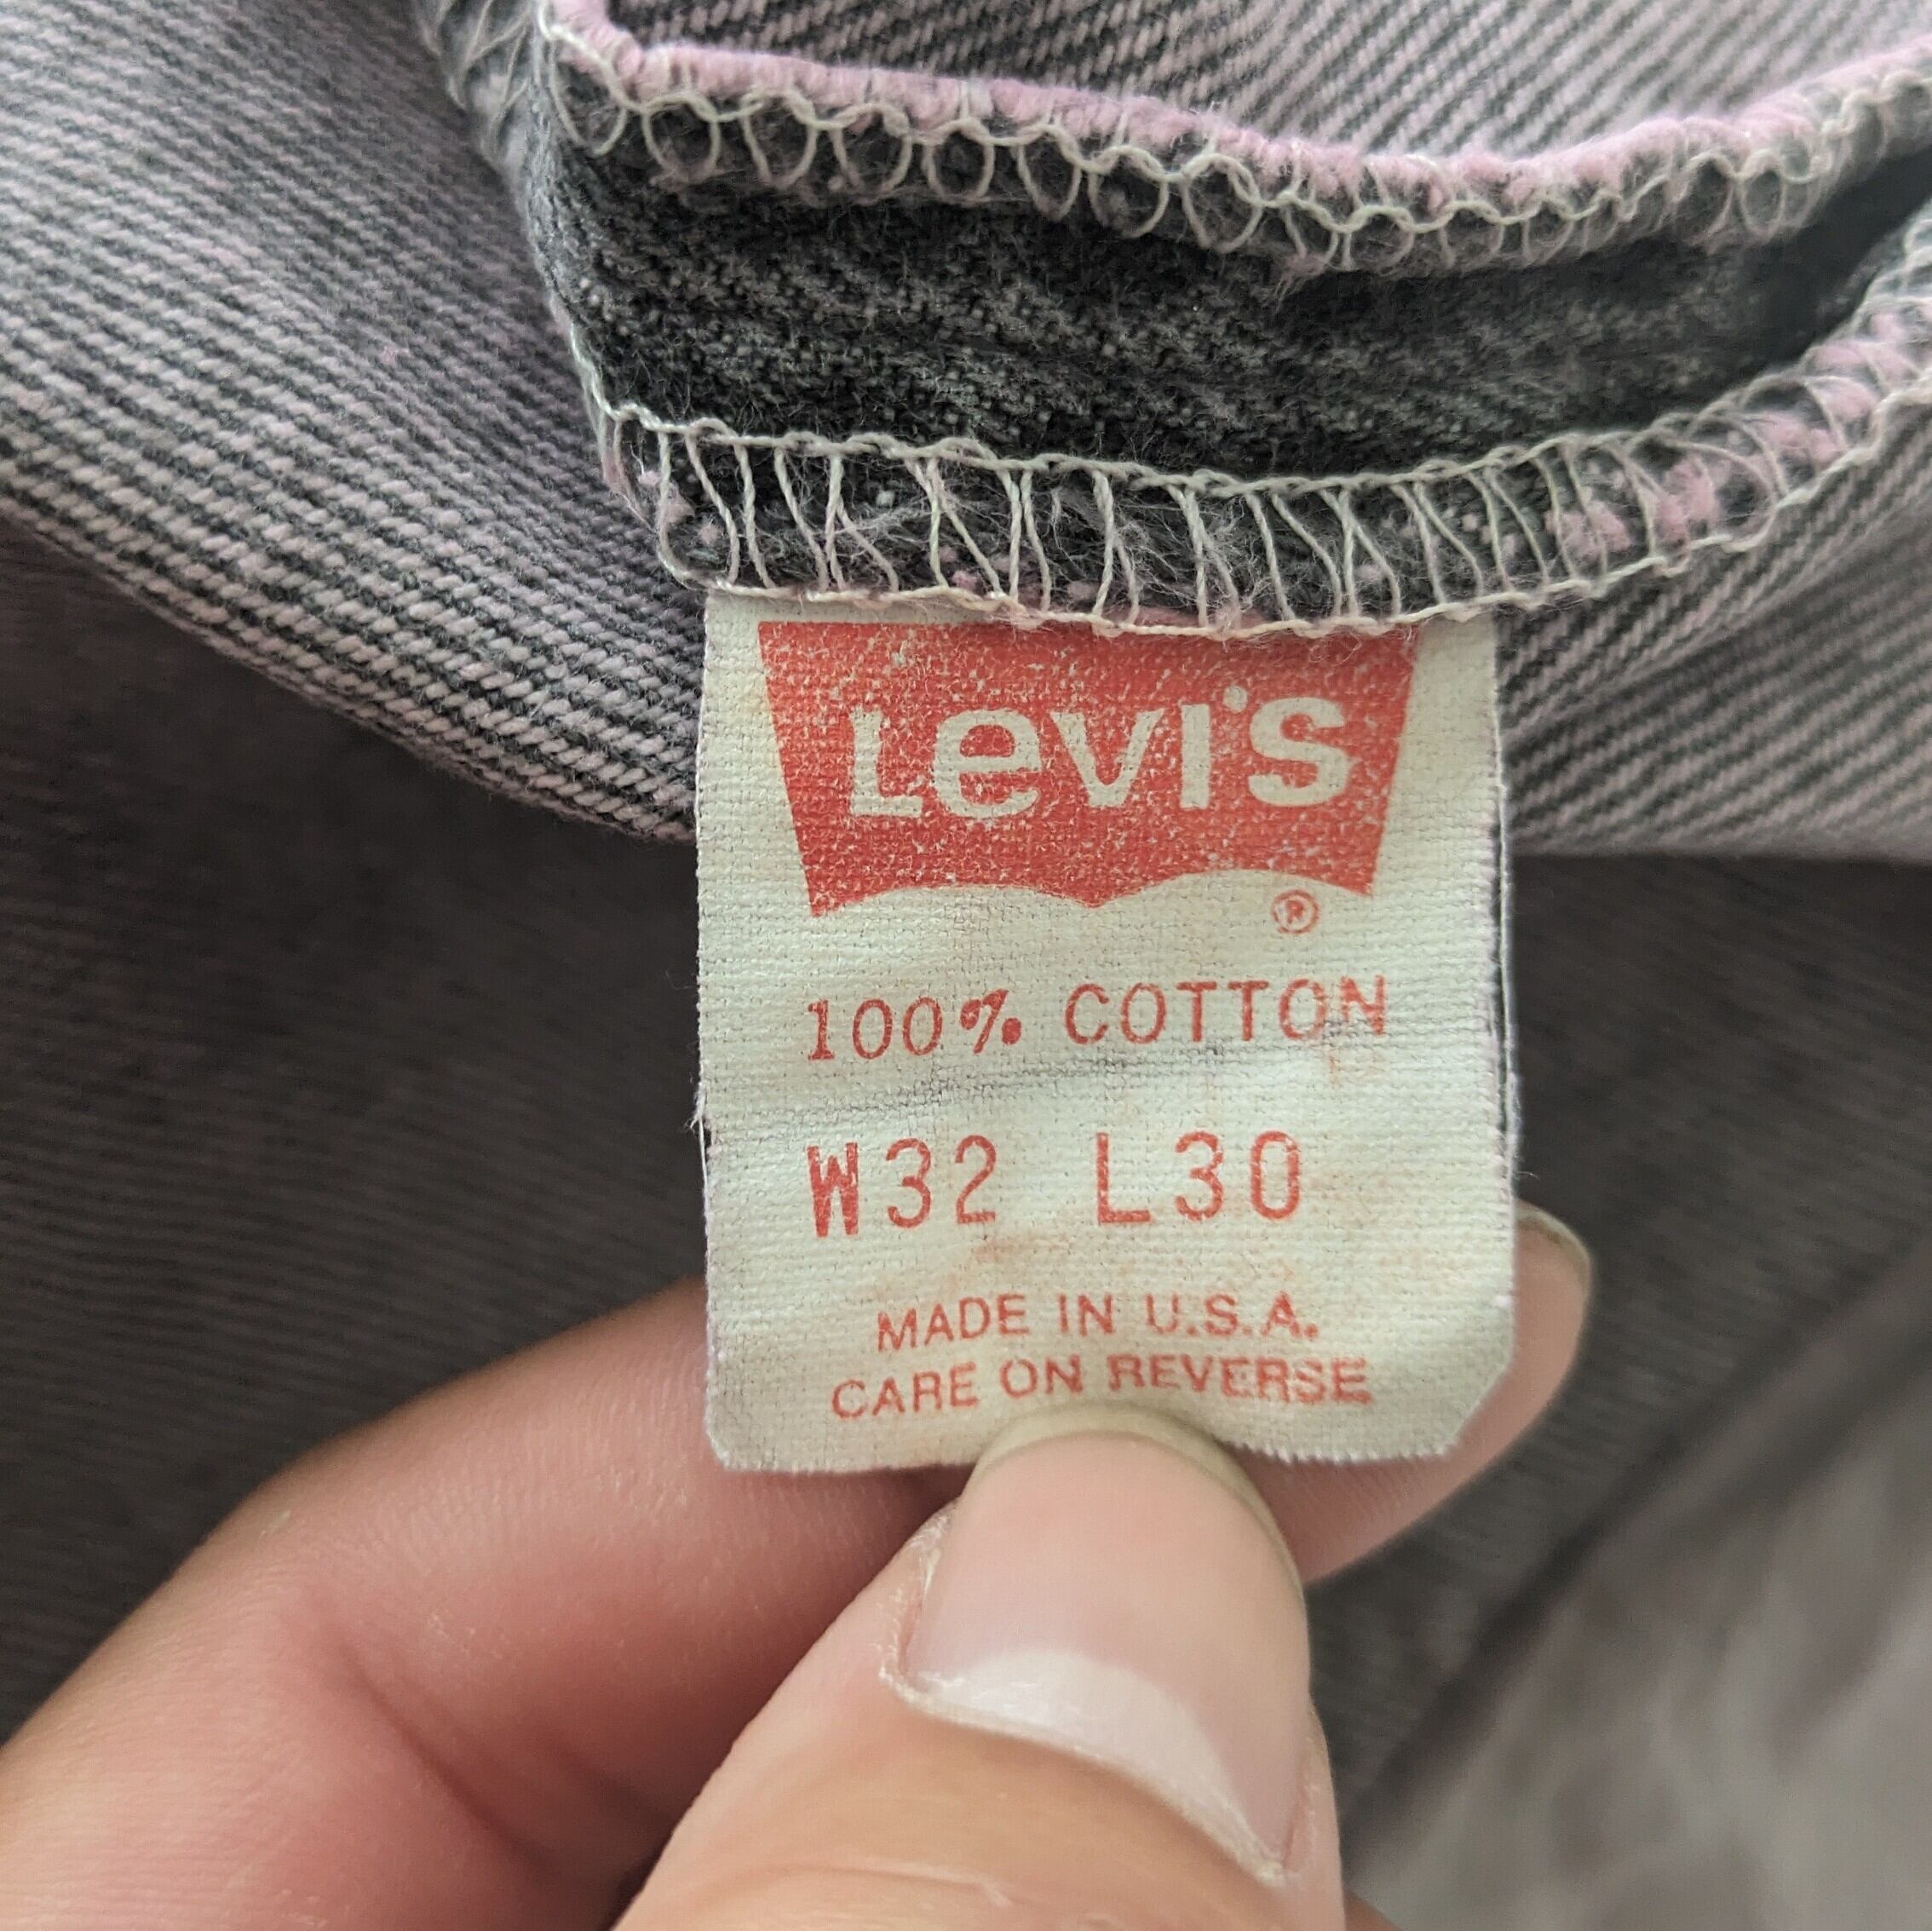 Levi's
®
100% COTTON
W32 L30
MADE IN U.S.A.
CARE ON REVERSE